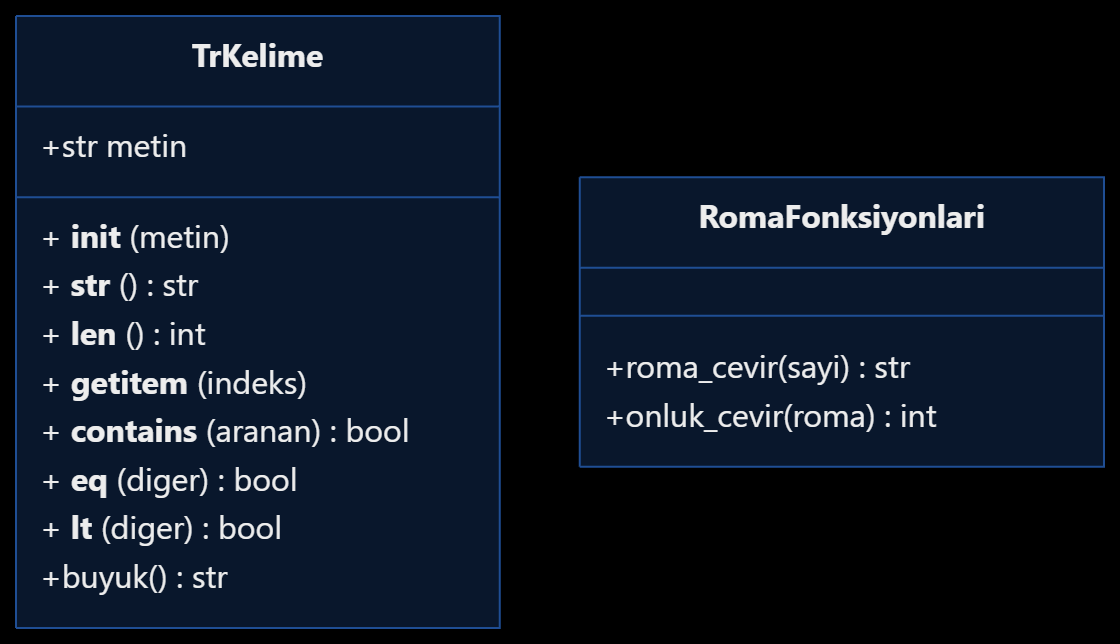 TrKelime
+str metin
+ init (metin)
+ str () : str
+ len () : int
+ getitem (indeks)
+ contains (aranan) : bool
+ eq (diger) : bool
+ lt (diger) : bool
+buyuk() : str
RomaFonksiyonlari
+roma_cevir(sayi) : str
+onluk_cevir(roma) : int